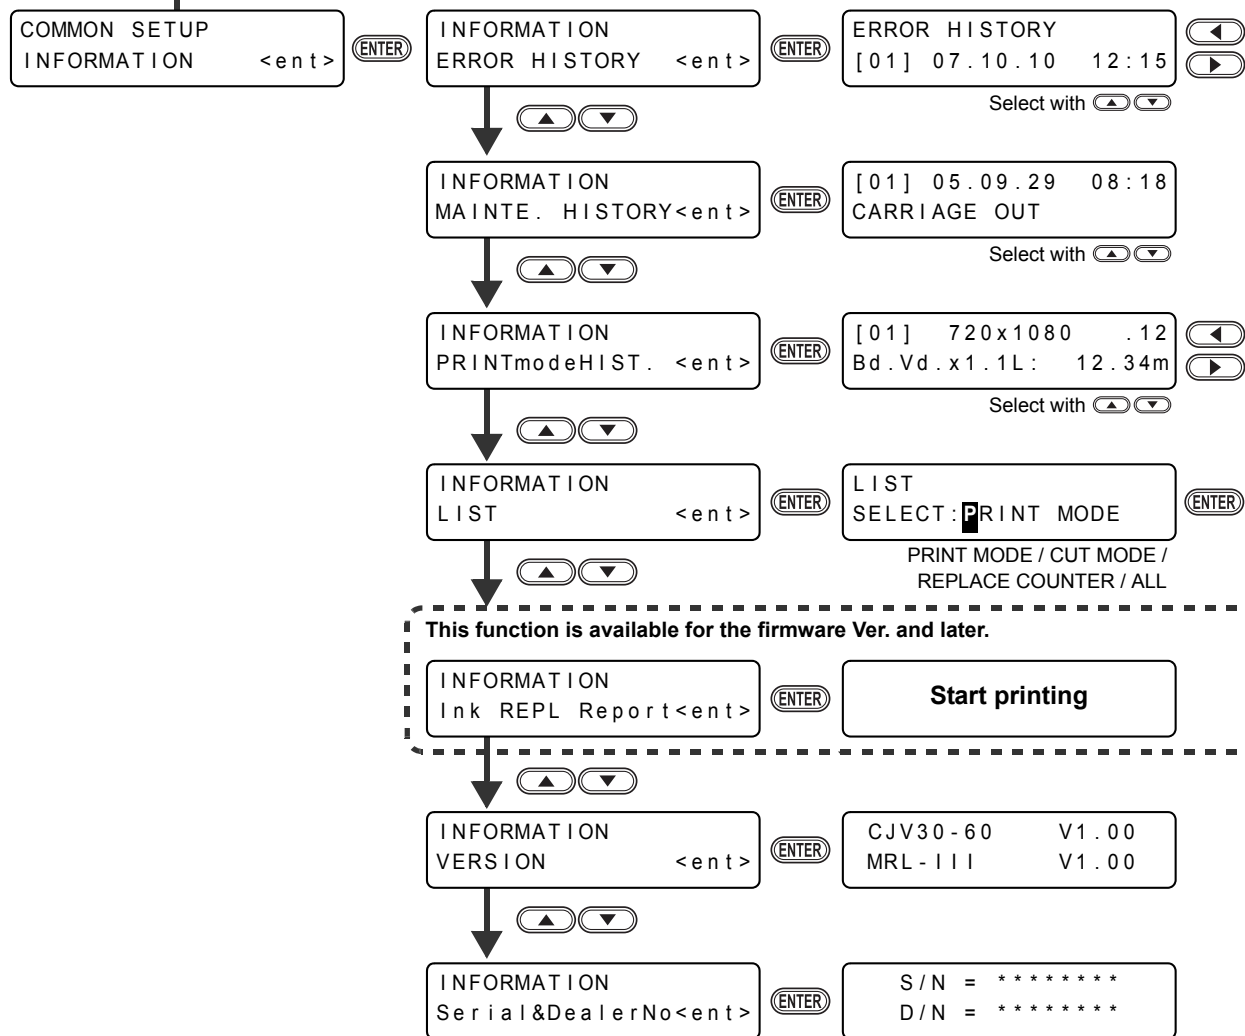 COMMON SETUP
INFORMATION <ent>
ENTER
INFORMATION
ERROR HISTORY <ent>
ENTER
ERROR HISTORY
[01] 07.10.10 12:15
Select with
INFORMATION
MAINTE. HISTORY<ent>
ENTER
[01] 05.09.29 08:18
CARRIAGE OUT
Select with
INFORMATION
PRINTmodeHIST. <ent>
ENTER
[01] 720x1080 .12
Bd.Vd.x1.1L: 12.34m
Select with
INFORMATION
LIST <ent>
ENTER
LIST
SELECT:PRINT MODE
ENTER
PRINT MODE / CUT MODE /
REPLACE COUNTER / ALL
This function is available for the firmware Ver. and later.
INFORMATION
Ink REPL Report<ent>
ENTER
Start printing
INFORMATION
VERSION <ent>
ENTER
CJV30-60 V1.00
MRL-III V1.00
INFORMATION
Serial&DealerNo<ent>
ENTER
S/N = ********
D/N = ********